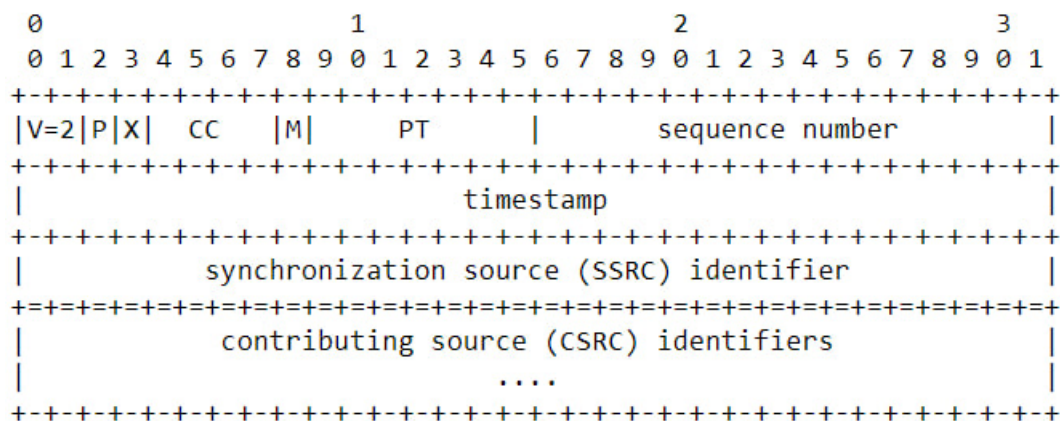 0                   1                   2                   3
 0 1 2 3 4 5 6 7 8 9 0 1 2 3 4 5 6 7 8 9 0 1 2 3 4 5 6 7 8 9 0 1
+-+-+-+-+-+-+-+-+-+-+-+-+-+-+-+-+-+-+-+-+-+-+-+-+-+-+-+-+-+-+-+-+
|V=2|P|X|  CC   |M|     PT      |       sequence number         |
+-+-+-+-+-+-+-+-+-+-+-+-+-+-+-+-+-+-+-+-+-+-+-+-+-+-+-+-+-+-+-+-+
|                           timestamp                           |
+-+-+-+-+-+-+-+-+-+-+-+-+-+-+-+-+-+-+-+-+-+-+-+-+-+-+-+-+-+-+-+-+
|           synchronization source (SSRC) identifier            |
+=+=+=+=+=+=+=+=+=+=+=+=+=+=+=+=+=+=+=+=+=+=+=+=+=+=+=+=+=+=+=+=+
|            contributing source (CSRC) identifiers             |
|                             ....                              |
+-+-+-+-+-+-+-+-+-+-+-+-+-+-+-+-+-+-+-+-+-+-+-+-+-+-+-+-+-+-+-+-+